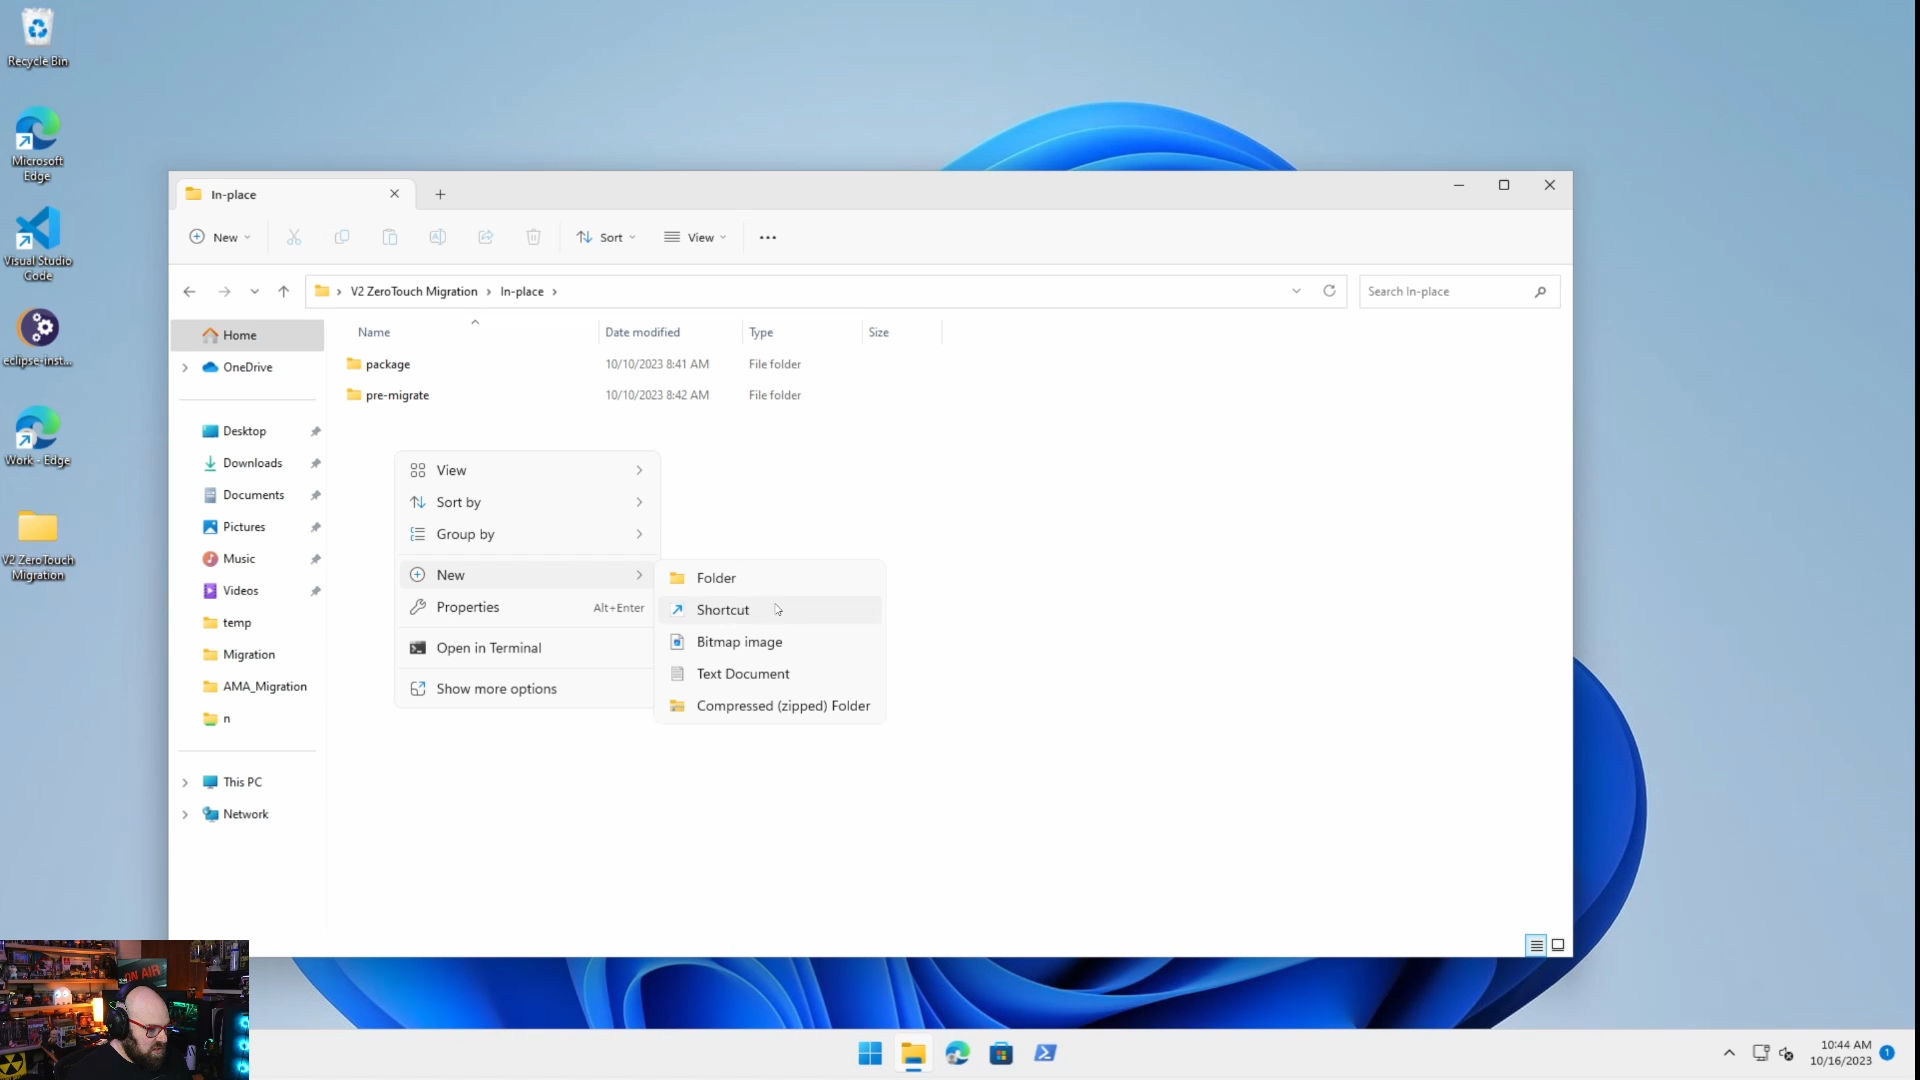 Recycle Bin
Microsoft
Edge
Visual Studio
Code
eclipse-inst...
Work - Edge
V2 ZeroTouch
Migration
In-place
New
Sort
View
V2 ZeroTouch Migration
In-place
Search In-place
Name
Date modified
Type
Size
package
10/10/2023 8:41 AM
File folder
pre-migrate
10/10/2023 8:42 AM
File folder
Home
OneDrive
Desktop
Downloads
Documents
Pictures
Music
Videos
temp
Migration
AMA_Migration
n
This PC
Network
View
Sort by
Group by
New
Properties
Alt+Enter
Open in Terminal
Show more options
Folder
Shortcut
Bitmap image
Text Document
Compressed (zipped) Folder
ON AIR
10:44 AM
10/16/2023
1